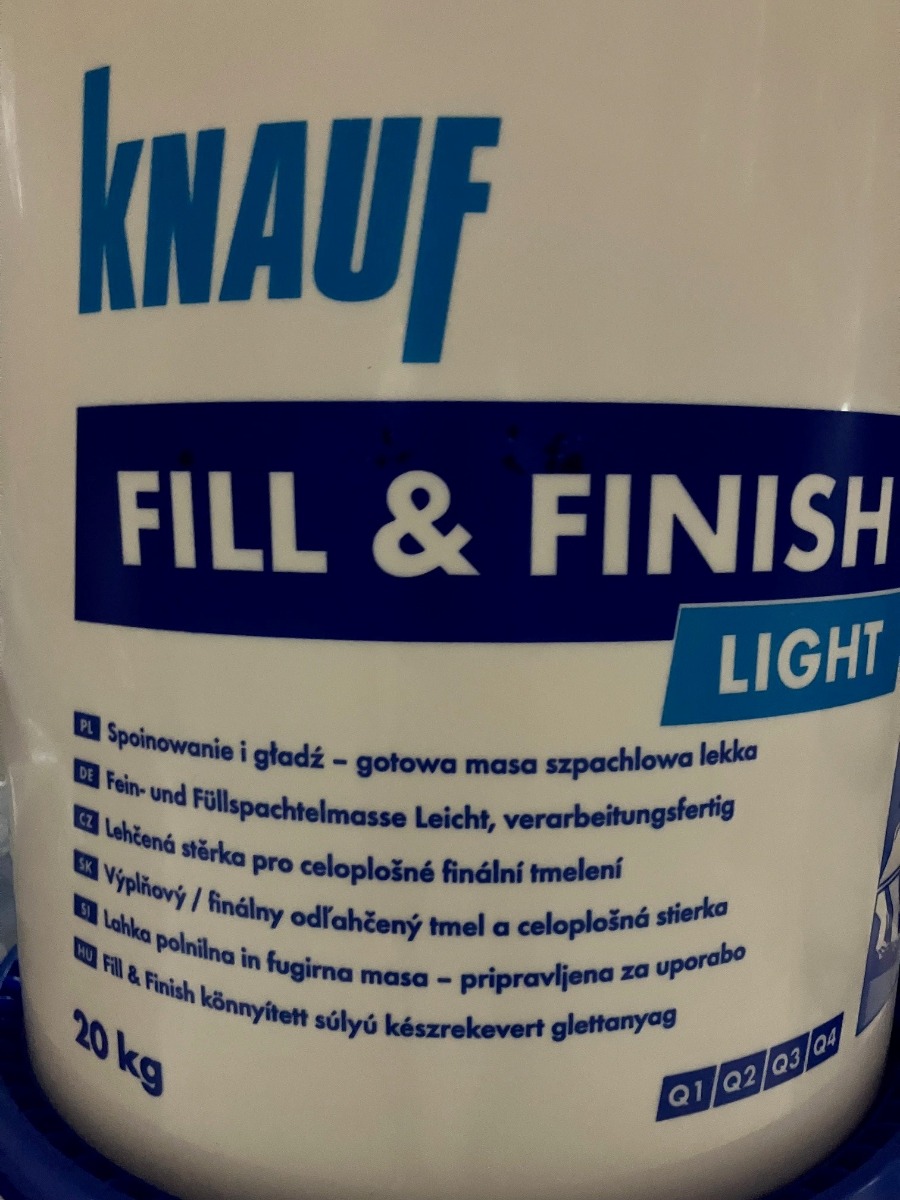 KNAUF
FILL & FINISH
LIGHT
PL Spoinowanie i gładź – gotowa masa szpachlowa lekka
DE Fein- und Füllspachtelmasse Leicht, verarbeitungsfertig
CZ Lehčená stěrka pro celoplošné finální tmelení
SK Výplňový / finálny odľahčený tmel a celoplošná stierka
SI Lahka polnilna in fugirna masa – pripravljena za uporabo
HU Fill & Finish könnyített súlyú készrekevert glettanyag
20 kg
Q1 Q2 Q3 Q4